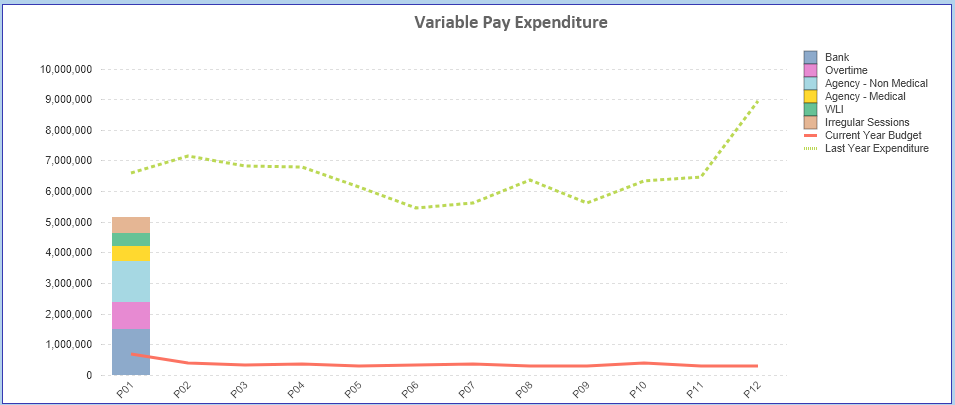 Variable Pay Expenditure
10,000,000
9,000,000
8,000,000
7,000,000
6,000,000
5,000,000
4,000,000
3,000,000
2,000,000
1,000,000
0
P01 P02 P03 P04 P05 P06 P07 P08 P09 P10 P11 P12
Bank
Overtime
Agency - Non Medical
Agency - Medical
WLI
Irregular Sessions
Current Year Budget
Last Year Expenditure